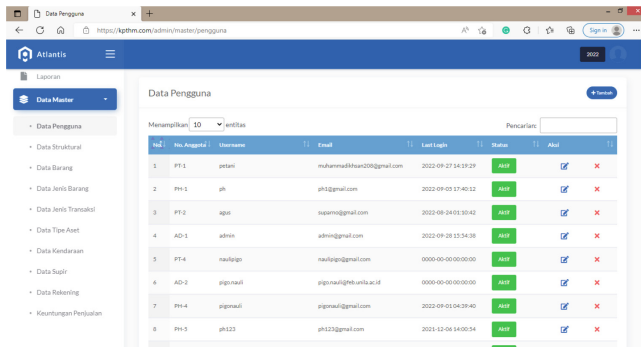 Data Pengguna
https://kpthm.com/admin/master/pengguna
Sign in
Atlantis
2022
Laporan
Data Master
Data Pengguna
Data Struktural
Data Barang
Data Jenis Barang
Data Jenis Transaksi
Data Tipe Aset
Data Kendaraan
Data Supir
Data Rekening
Keuntungan Penjualan
Data Pengguna
+Tambah
Menampilkan 10 entitas
Pencarian:
No. No. Anggota Username Email Last Login Status Aksi
1 PT-1 petani muhammadikhsan208@gmail.com 2022-09-27 14:19:29 Aktif
2 PH-1 ph ph1@gmail.com 2022-09-05 17:40:12 Aktif
3 PT-2 agus suparno@gmail.com 2022-08-24 01:10:42 Aktif
4 AD-1 admin admin@gmail.com 2022-09-28 15:54:38 Aktif
5 PT-4 naulipigo naulipigo@gmail.com 0000-00-00 00:00:00 Aktif
6 AD-2 pigo.nauli pigo.nauli@feb.unila.ac.id 0000-00-00 00:00:00 Aktif
7 PH-4 pigonauli pigonauli@gmail.com 2022-09-01 04:39:40 Aktif
8 PH-5 ph123 ph123@gmail.com 2021-12-06 14:00:54 Aktif